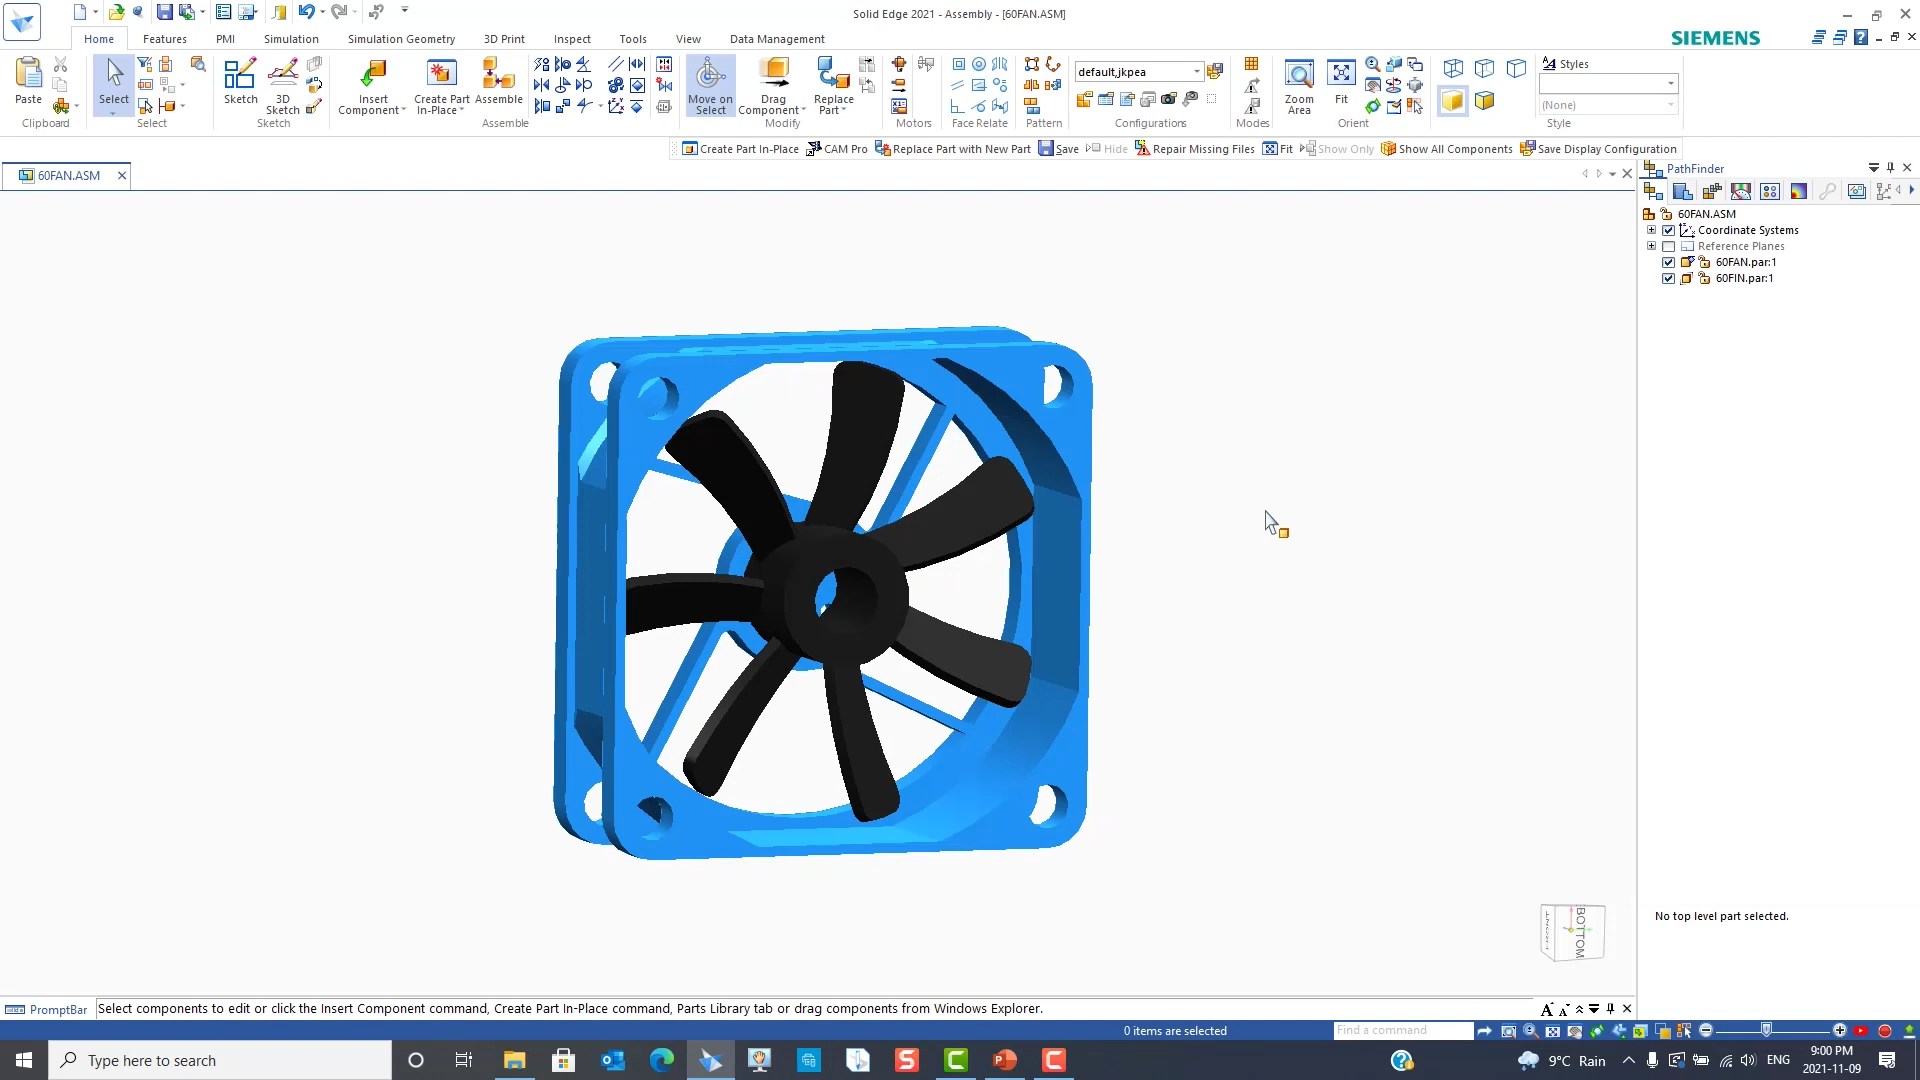 Solid Edge 2021 - Assembly - [60FAN.ASM]
Home
Features
PMI
Simulation
Simulation Geometry
3D Print
Inspect
Tools
View
Data Management
SIEMENS
Paste
Clipboard
Select
Select
Sketch
3D Sketch
Sketch
Insert Component
Create Part In-Place
Assemble
Assemble
Move on Select
Drag Component
Replace Part
Modify
Motors
Face Relate
Pattern
default,jkpea
Configurations
Modes
Zoom Area
Fit
Orient
Styles
(None)
Style
Create Part In-Place
CAM Pro
Replace Part with New Part
Save
Hide
Repair Missing Files
Fit
Show Only
Show All Components
Save Display Configuration
60FAN.ASM
PathFinder
60FAN.ASM
Coordinate Systems
Reference Planes
60FAN.par:1
60FIN.par:1
BOTTOM
FRONT
No top level part selected.
PromptBar
Select components to edit or click the Insert Component command, Create Part In-Place command, Parts Library tab or drag components from Windows Explorer.
0 items are selected
Find a command
Type here to search
9°C Rain
ENG
9:00 PM
2021-11-09